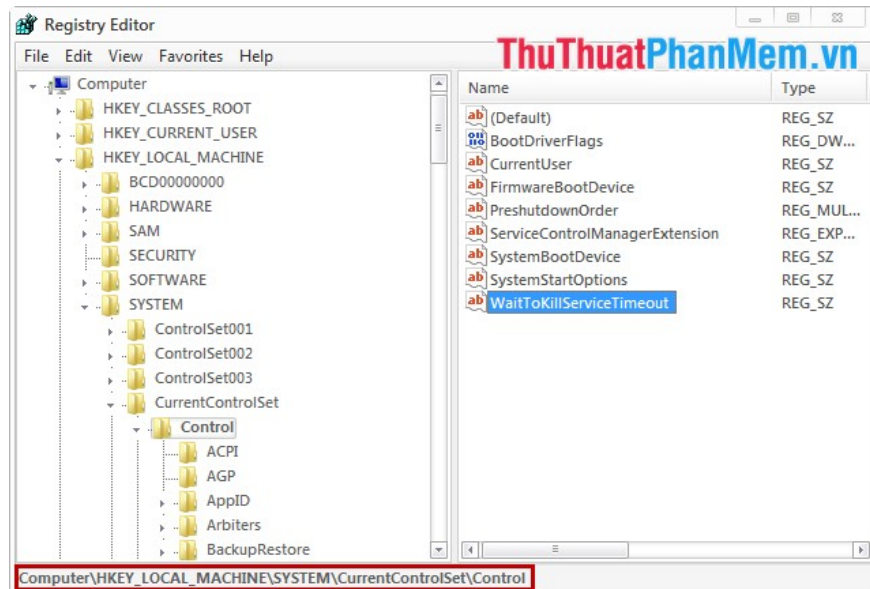 Registry Editor
File Edit View Favorites Help
ThuThuatPhanMem.vn
Computer
HKEY_CLASSES_ROOT
HKEY_CURRENT_USER
HKEY_LOCAL_MACHINE
BCD00000000
HARDWARE
SAM
SECURITY
SOFTWARE
SYSTEM
ControlSet001
ControlSet002
ControlSet003
CurrentControlSet
Control
ACPI
AGP
AppID
Arbiters
BackupRestore
Name Type
(Default) REG_SZ
BootDriverFlags REG_DW...
CurrentUser REG_SZ
FirmwareBootDevice REG_SZ
PreshutdownOrder REG_MUL...
ServiceControlManagerExtension REG_EXP...
SystemBootDevice REG_SZ
SystemStartOptions REG_SZ
WaitToKillServiceTimeout REG_SZ
Computer\HKEY_LOCAL_MACHINE\SYSTEM\CurrentControlSet\Control